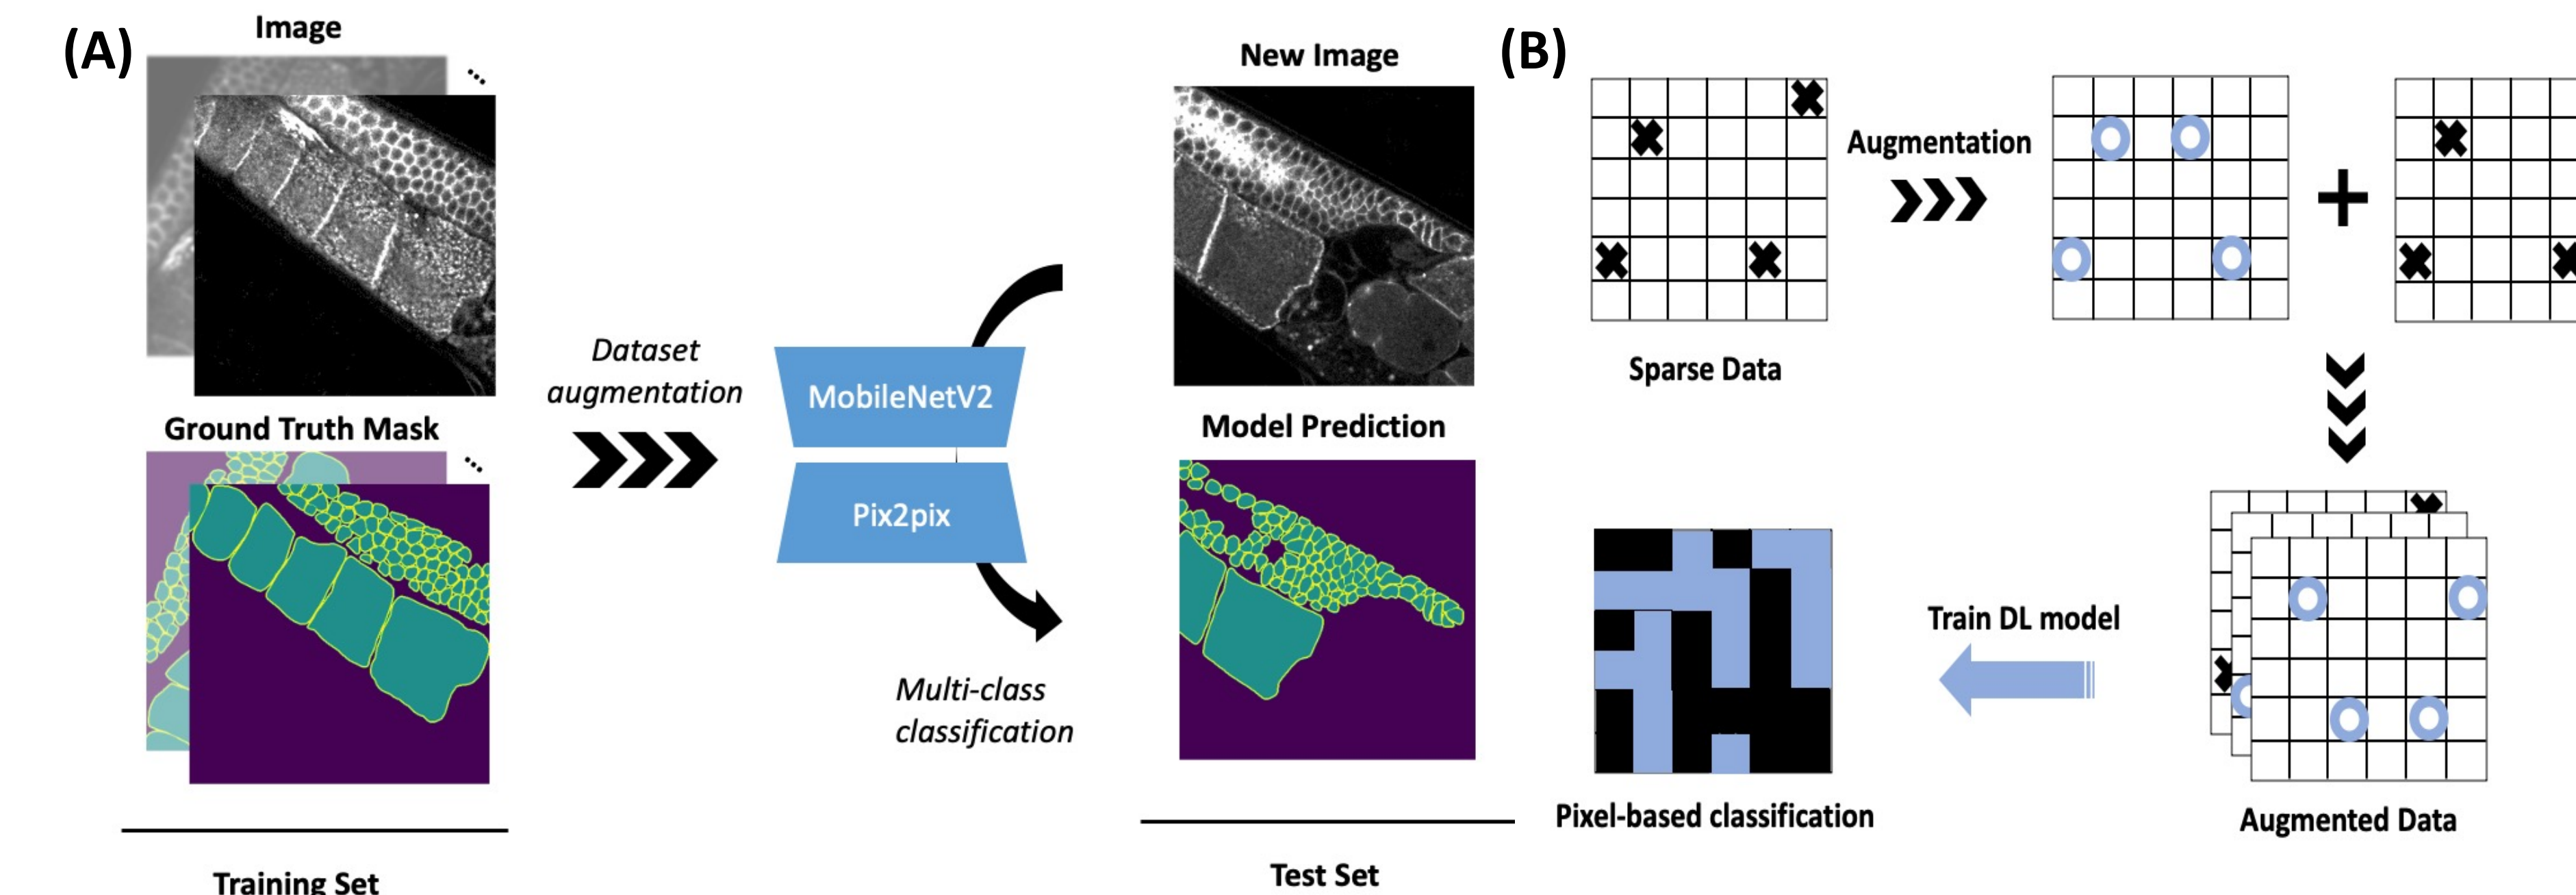 (A)
Image
Ground Truth Mask
Training Set
Dataset
augmentation
MobileNetV2
Pix2pix
Multi-class
classification
New Image
Model Prediction
Test Set
(B)
Sparse Data
Augmentation
Augmented Data
Train DL model
Pixel-based classification